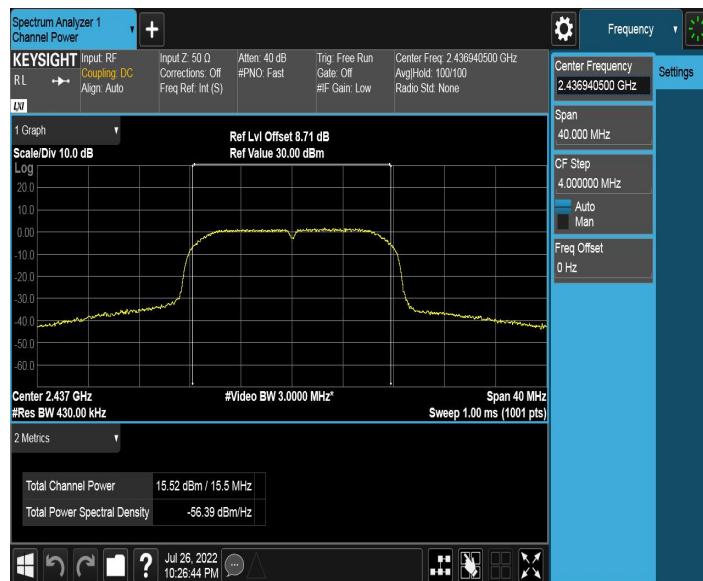 Spectrum Analyzer 1
Channel Power
+
Frequency
KEYSIGHT
Input: RF
Coupling: DC
Align: Auto
Input Z: 50 Ω
Corrections: Off
Freq Ref: Int (S)
Atten: 40 dB
#PNO: Fast
Trig: Free Run
Gate: Off
#IF Gain: Low
Center Freq: 2.436940500 GHz
Avg|Hold: 100/100
Radio Std: None
R L
LXI
Center Frequency
2.436940500 GHz
Settings
Span
40.000 MHz
CF Step
4.000000 MHz
Auto
Man
Freq Offset
0 Hz
1 Graph
Ref Lvl Offset 8.71 dB
Scale/Div 10.0 dB
Ref Value 30.00 dBm
Log
20.0
10.0
0.00
-10.0
-20.0
-30.0
-40.0
-50.0
-60.0
Center 2.437 GHz
#Video BW 3.0000 MHz*
Span 40 MHz
#Res BW 430.00 kHz
Sweep 1.00 ms (1001 pts)
2 Metrics
Total Channel Power 15.52 dBm / 15.5 MHz
Total Power Spectral Density -56.39 dBm/Hz
?
Jul 26, 2022
10:26:44 PM